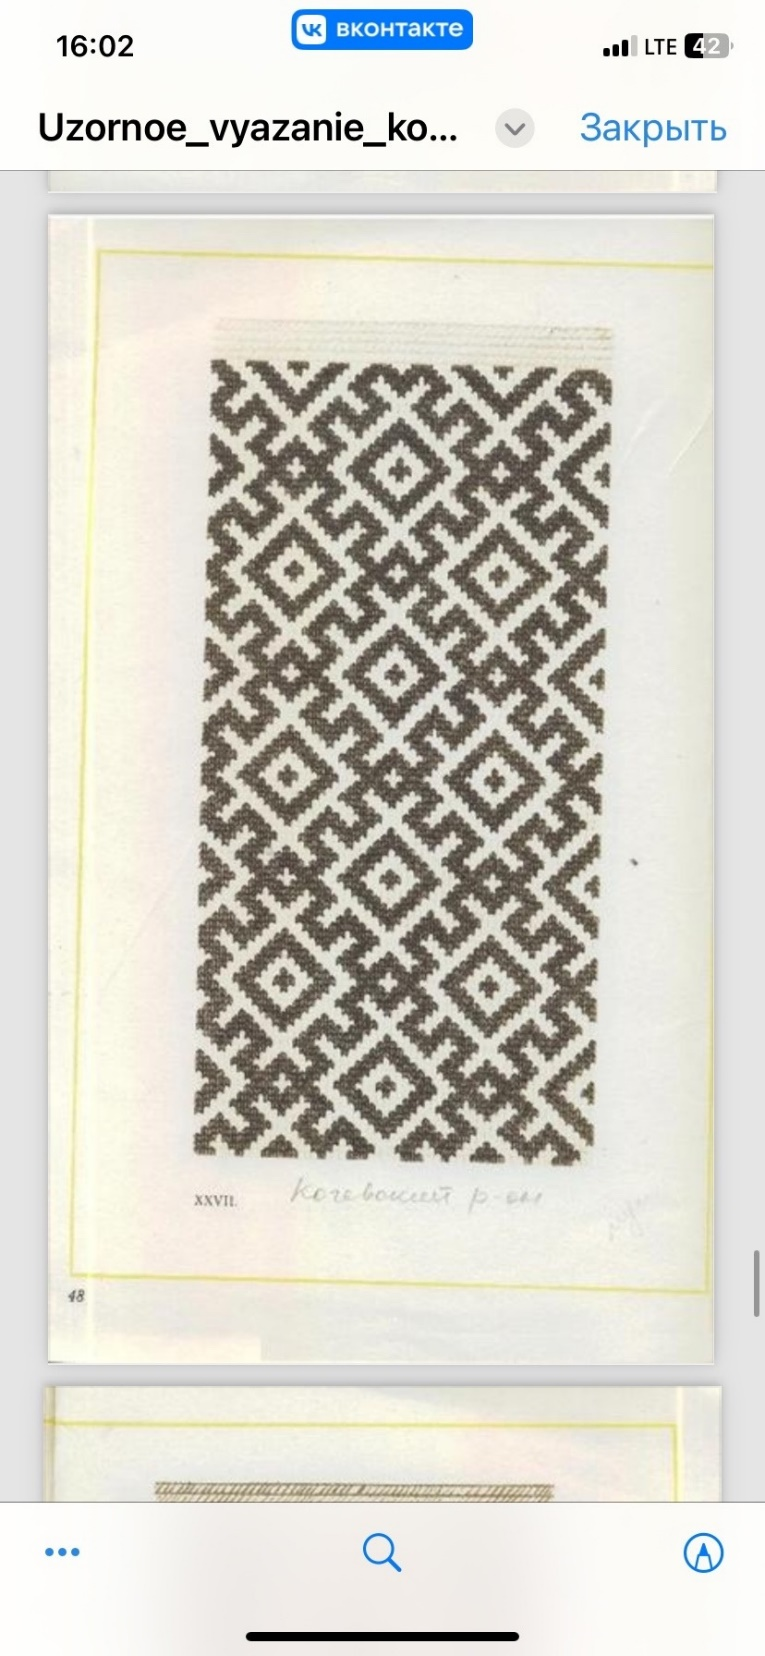 16:02
вконтакте
LTE 42
Uzornoe_vyazanie_ko...
Закрыть
XXVII.
Кочевский р-он
48